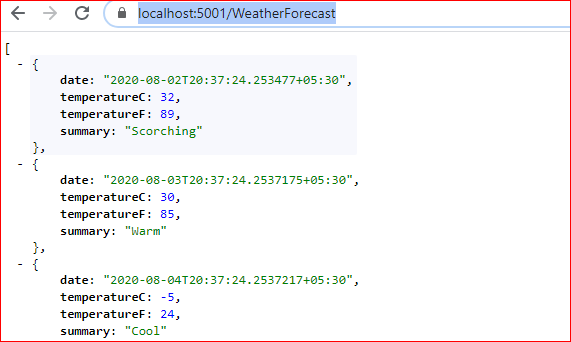 localhost:5001/WeatherForecast
[
- {
date: "2020-08-02T20:37:24.253477+05:30",
temperatureC: 32,
temperatureF: 89,
summary: "Scorching"
},
- {
date: "2020-08-03T20:37:24.2537175+05:30",
temperatureC: 30,
temperatureF: 85,
summary: "Warm"
},
- {
date: "2020-08-04T20:37:24.2537217+05:30",
temperatureC: -5,
temperatureF: 24,
summary: "Cool"